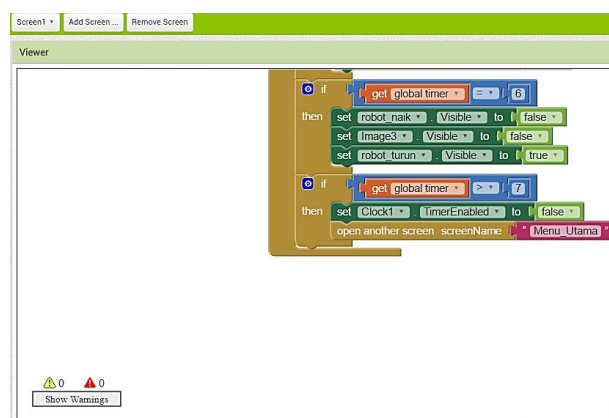 Screen1 Add Screen ... Remove Screen
Viewer
if get global timer = 6
then set robot_naik . Visible to false
set Image3 . Visible to false
set robot_turun . Visible to true
if get global timer > 7
then set Clock1 . TimerEnabled to false
open another screen screenName " Menu_Utama "
0 0
Show Warnings